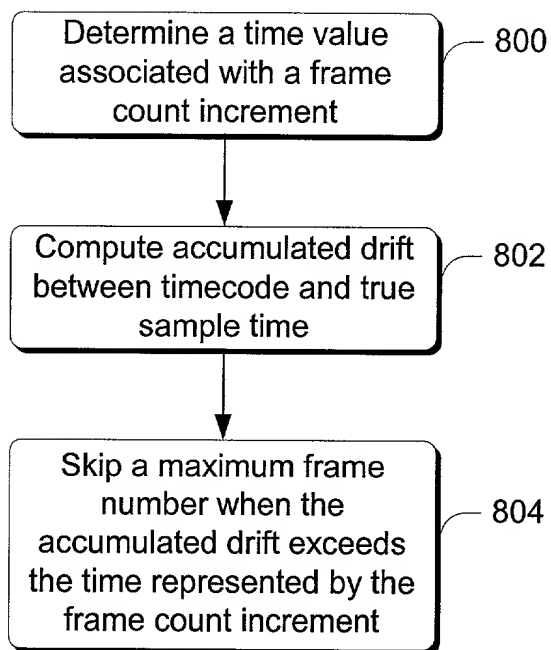 Determine a time value
associated with a frame
count increment
800
Compute accumulated drift
between timecode and true
sample time
802
Skip a maximum frame
number when the
accumulated drift exceeds
the time represented by the
frame count increment
804